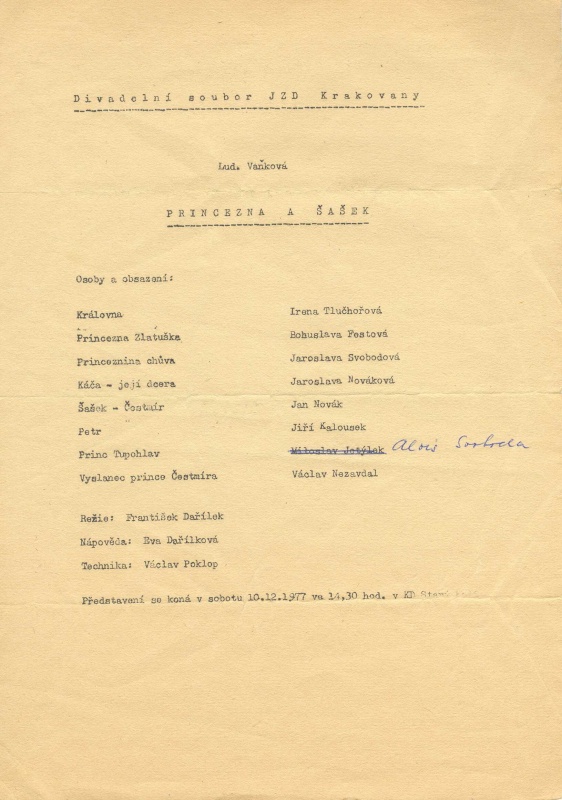 Divadelní soubor JZD Krakovany
Lud. Vaňková
PRINCEZNA A ŠAŠEK
Osoby a obsazení:
Královna Irena Tlučhořová
Princezna Zlatuška Bohuslava Festová
Princeznina chůva Jaroslava Svobodová
Káča - její dcera Jaroslava Nováková
Šašek - Čestmír Jan Novák
Petr Jiří Kalousek
Princ Tupohlav Miloslav Alois Svoboda
Vyslanec prince Čestmíra Václav Nezavdal
Režie: František Dařílek
Nápověda: Eva Dařílková
Technika: Václav Poklop
Představení se koná v sobotu 10.12.1977 va 14,30 hod. v KD